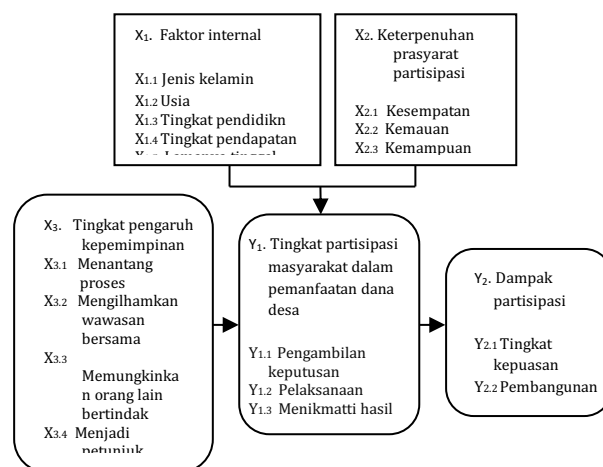 X1. Faktor internal
X1.1 Jenis kelamin
X1.2 Usia
X1.3 Tingkat pendidikn
X1.4 Tingkat pendapatan
X2. Keterpenuhan
prasyarat
partisipasi
X2.1 Kesempatan
X2.2 Kemauan
X2.3 Kemampuan
X3. Tingkat pengaruh
kepemimpinan
X3.1 Menantang
proses
X3.2 Mengilhamkan
wawasan
bersama
X3.3
Memungkinka
n orang lain
bertindak
X3.4 Menjadi
petunjuk
Y1. Tingkat partisipasi
masyarakat dalam
pemanfaatan dana
desa
Y1.1 Pengambilan
keputusan
Y1.2 Pelaksanaan
Y1.3 Menikmatti hasil
Y2. Dampak
partisipasi
Y2.1 Tingkat
kepuasan
Y2.2 Pembangunan